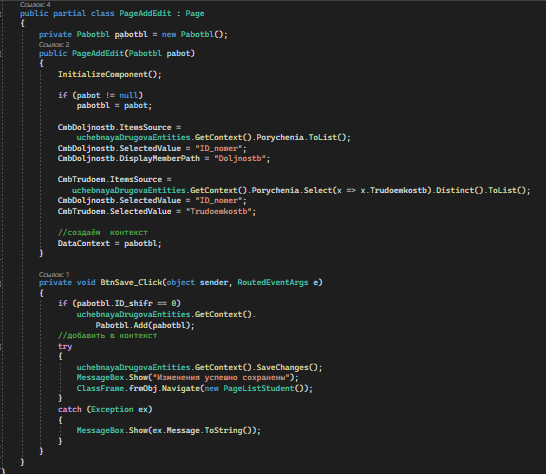 Ссылок: 4
public partial class PageAddEdit : Page
{
private Pabotbl pabotbl = new Pabotbl();
Ссылок: 2
public PageAddEdit(Pabotbl pabot)
{
InitializeComponent();
if (pabot != null)
pabotbl = pabot;
CmbDoljnostb.ItemsSource =
uchebnayaDrugovaEntities.GetContext().Porychenia.ToList();
CmbDoljnostb.SelectedValue = "ID_nomer";
CmbDoljnostb.DisplayMemberPath = "Doljnostb";
CmbTrudoem.ItemsSource =
uchebnayaDrugovaEntities.GetContext().Porychenia.Select(x => x.Trudoemkostb).Distinct().ToList();
CmbDoljnostb.SelectedValue = "ID_nomer";
CmbTrudoem.SelectedValue = "Trudoemkostb";
//создаём контекст
DataContext = pabotbl;
}
Ссылок: 1
private void BtnSave_Click(object sender, RoutedEventArgs e)
{
if (pabotbl.ID_shifr == 0)
uchebnayaDrugovaEntities.GetContext().
Pabotbl.Add(pabotbl);
//добавить в контекст
try
{
uchebnayaDrugovaEntities.GetContext().SaveChanges();
MessageBox.Show("Изменения успешно сохранены");
ClassFrame.frmObj.Navigate(new PageListStudent());
}
catch (Exception ex)
{
MessageBox.Show(ex.Message.ToString());
}
}
}
}